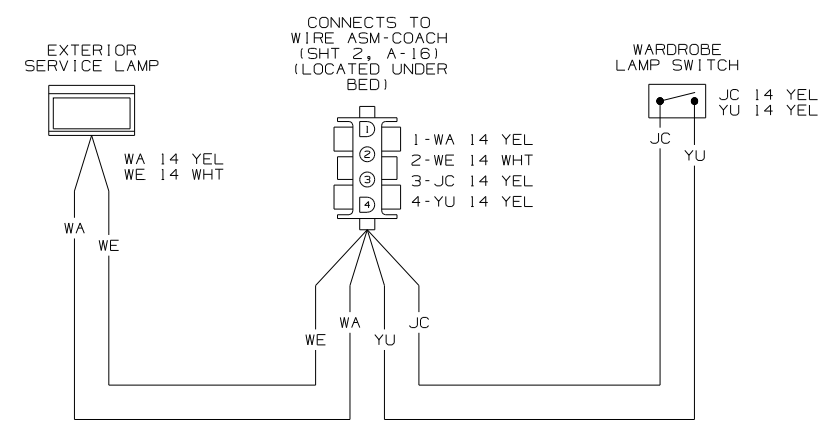 CONNECTS TO
WIRE ASM-COACH
(SHT 2, A-16)
(LOCATED UNDER
BED)
EXTERIOR
SERVICE LAMP
WARDROBE
LAMP SWITCH
WA 14 YEL
WE 14 WHT
1
2
3
4
1-WA 14 YEL
2-WE 14 WHT
3-JC 14 YEL
4-YU 14 YEL
JC 14 YEL
YU 14 YEL
JC
YU
WA
WE
WE
WA
YU
JC